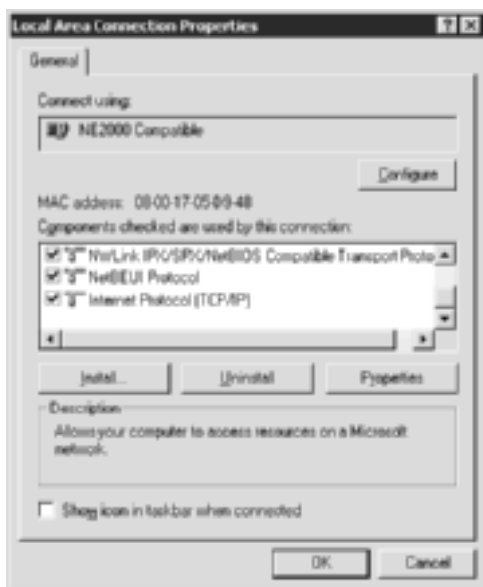 Local Area Connection Properties
General
Connect using:
NE2000 Compatible
Configure
MAC address: 08-00-17-05-D9-48
Components checked are used by this connection:
NWLink IPX/SPX/NetBIOS Compatible Transport Proto
NetBEUI Protocol
Internet Protocol (TCP/IP)
Install...
Uninstall
Properties
Description
Allows your computer to access resources on a Microsoft
network.
Show icon in taskbar when connected
OK
Cancel